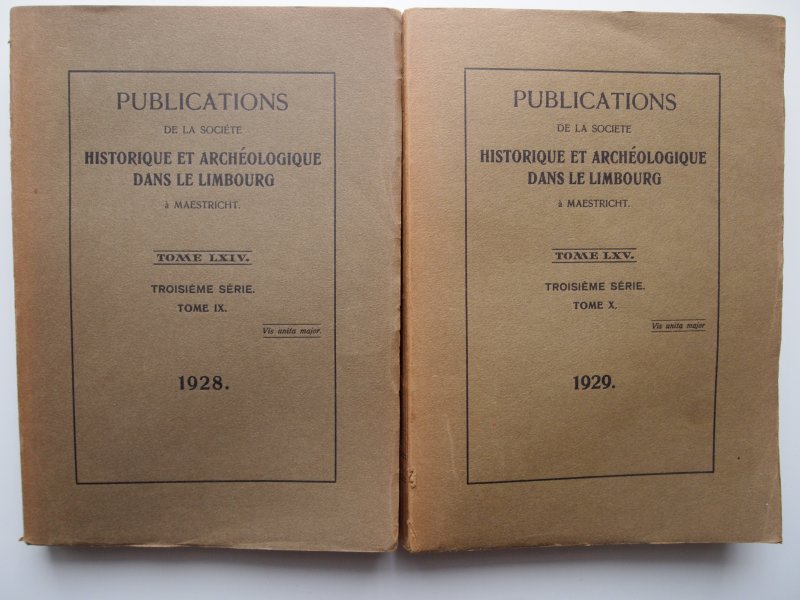 PUBLICATIONS
DE LA SOCIÉTE
HISTORIQUE ET ARCHÉOLOGIQUE
DANS LE LIMBOURG
à MAESTRICHT.
TOME LXIV.
TROISIÈME SÉRIE.
TOME IX.
Vis unita major.
1928.
PUBLICATIONS
DE LA SOCIETE
HISTORIQUE ET ARCHÉOLOGIQUE
DANS LE LIMBOURG
à MAESTRICHT.
TOME LXV.
TROISIÈME SÉRIE.
TOME X.
Vis unita major
1929.